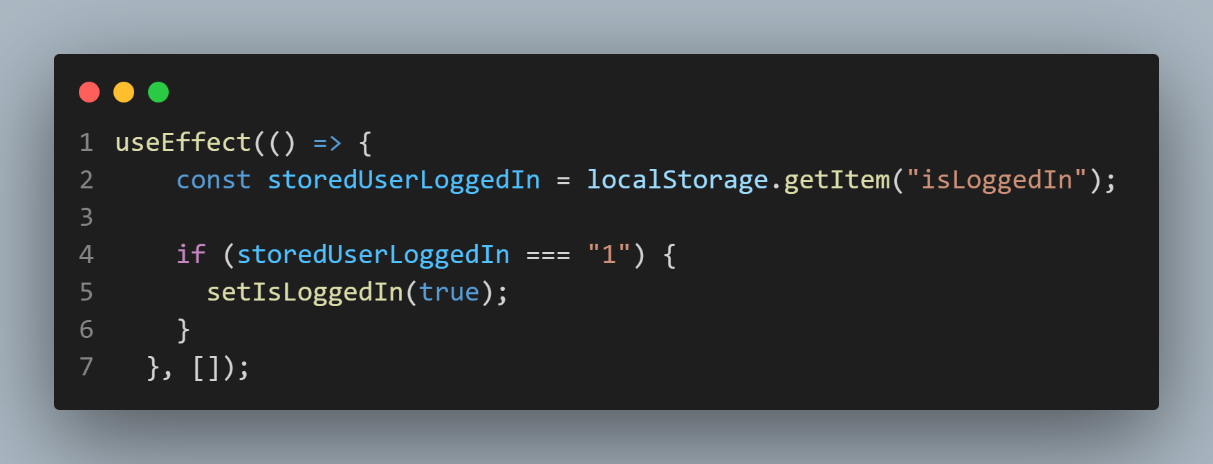 1 useEffect(() => {
2     const storedUserLoggedIn = localStorage.getItem("isLoggedIn");
3
4     if (storedUserLoggedIn === "1") {
5       setIsLoggedIn(true);
6     }
7   }, []);